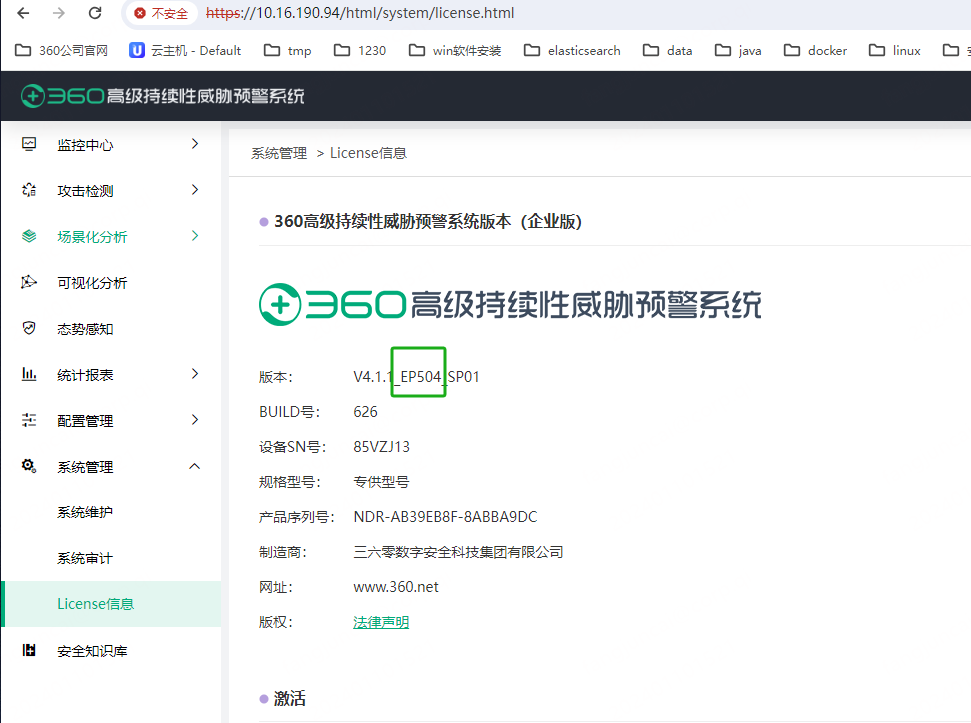 不安全 https://10.16.190.94/html/system/license.html
360公司官网 云主机 - Default tmp 1230 win软件安装 elasticsearch data java docker linux
360高级持续性威胁预警系统
监控中心
攻击检测
场景化分析
可视化分析
态势感知
统计报表
配置管理
系统管理
系统维护
系统审计
License信息
安全知识库
系统管理 > License信息
360高级持续性威胁预警系统版本（企业版）
360高级持续性威胁预警系统
版本： V4.1.1_EP504_SP01
BUILD号： 626
设备SN号： 85VZJ13
规格型号： 专供型号
产品序列号： NDR-AB39EB8F-8ABBA9DC
制造商： 三六零数字安全科技集团有限公司
网址： www.360.net
版权： 法律声明
激活